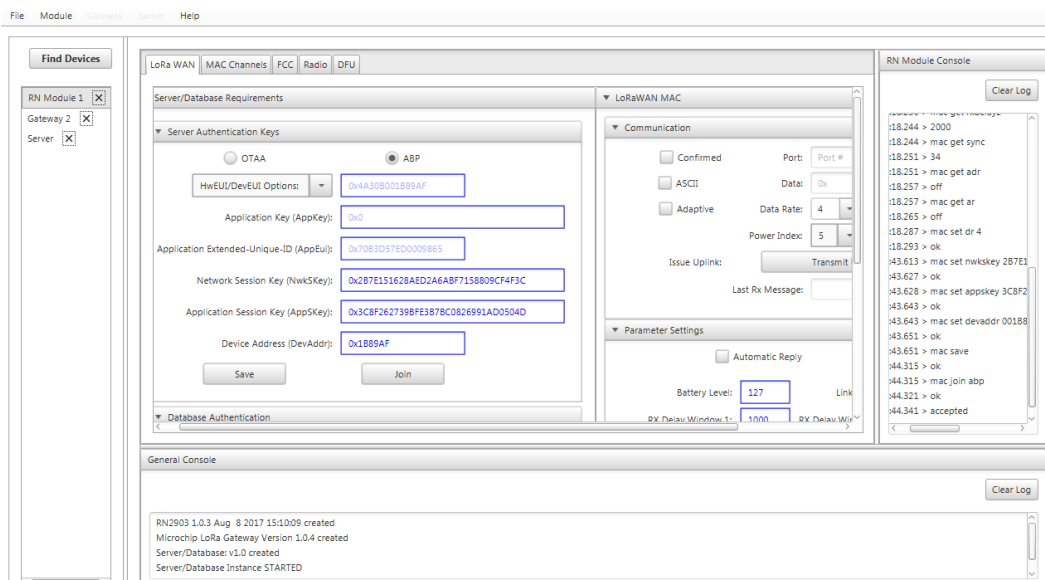 File Module Gateway Server Help
Find Devices
RN Module 1
Gateway 2
Server
LoRa WAN MAC Channels FCC Radio DFU
Server/Database Requirements
Server Authentication Keys
OTAA ABP
HwEUI/DevEUI Options: 0x4A30B001B89AF
Application Key (AppKey): 0x0
Application Extended-Unique-ID (AppEui): 0x70B3D57ED0009865
Network Session Key (NwkSKey): 0x2B7E151628AED2A6ABF7158809CF4F3C
Application Session Key (AppSKey): 0x3C8F262739BFE3B7BC0826991AD0504D
Device Address (DevAddr): 0x1B89AF
Save Join
Database Authentication
LoRaWAN MAC
Communication
Confirmed Port: Port #
ASCII Data: 0x
Adaptive Data Rate: 4
Power Index: 5
Issue Uplink: Transmit
Last Rx Message:
Parameter Settings
Automatic Reply
Battery Level: 127 Link
RX Delay Window 1: 1000 RX Delay Win
RN Module Console
Clear Log
:18.244 > 2000
:18.244 > mac get sync
:18.251 > 34
:18.251 > mac get adr
:18.257 > off
:18.257 > mac get ar
:18.265 > off
:18.287 > mac set dr 4
:18.293 > ok
:43.613 > mac set nwkskey 2B7E1
:43.627 > ok
:43.628 > mac set appskey 3C8F2
:43.643 > ok
:43.643 > mac set devaddr 001B8
:43.651 > ok
:43.651 > mac save
:44.315 > ok
:44.315 > mac join abp
:44.321 > ok
:44.341 > accepted
General Console
Clear Log
RN2903 1.0.3 Aug 8 2017 15:10:09 created
Microchip LoRa Gateway Version 1.0.4 created
Server/Database: v1.0 created
Server/Database Instance STARTED